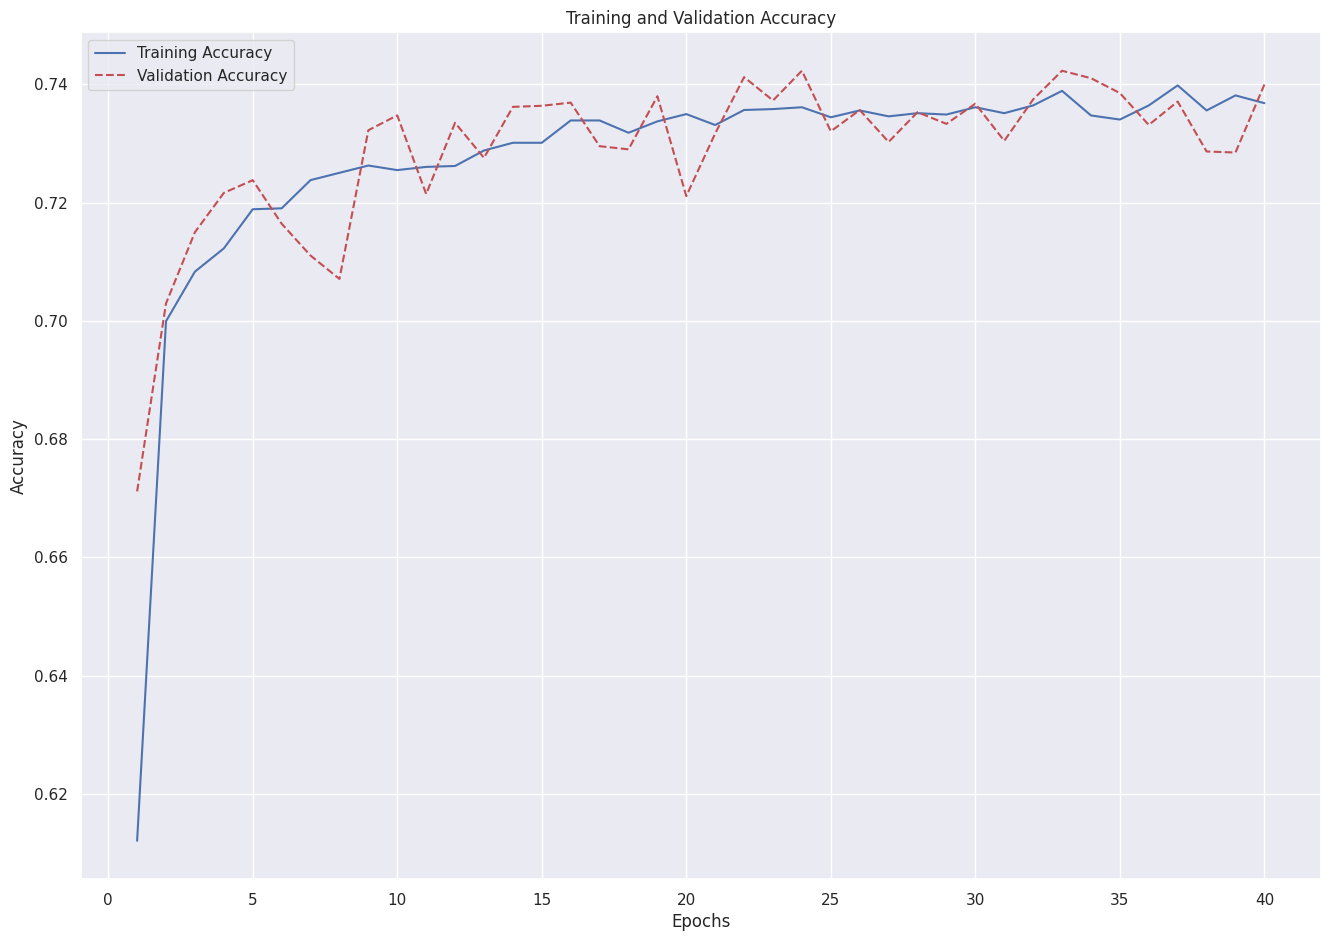 Training and Validation Accuracy
Training Accuracy
Validation Accuracy
0.74
0.72
0.70
0.68
0.66
0.64
0.62
Accuracy
0 5 10 15 20 25 30 35 40
Epochs